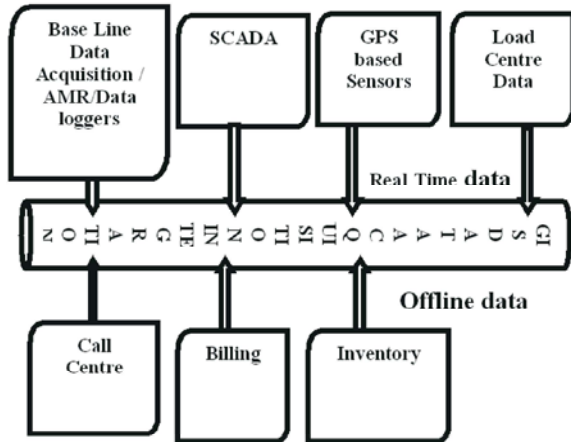 Base Line
Data
Acquisition /
AMR/Data
loggers
SCADA
GPS
based
Sensors
Load
Centre
Data
Real Time data
GIS DATA ACQUISITION INTEGRATION
Offline data
Call
Centre
Billing
Inventory